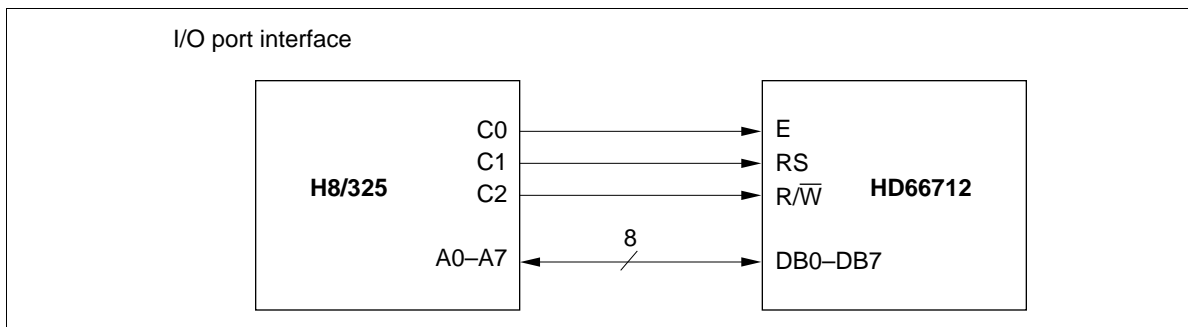 I/O port interface
C0 E
C1 RS
H8/325 C2 R/W̅ HD66712
8
A0–A7 DB0–DB7